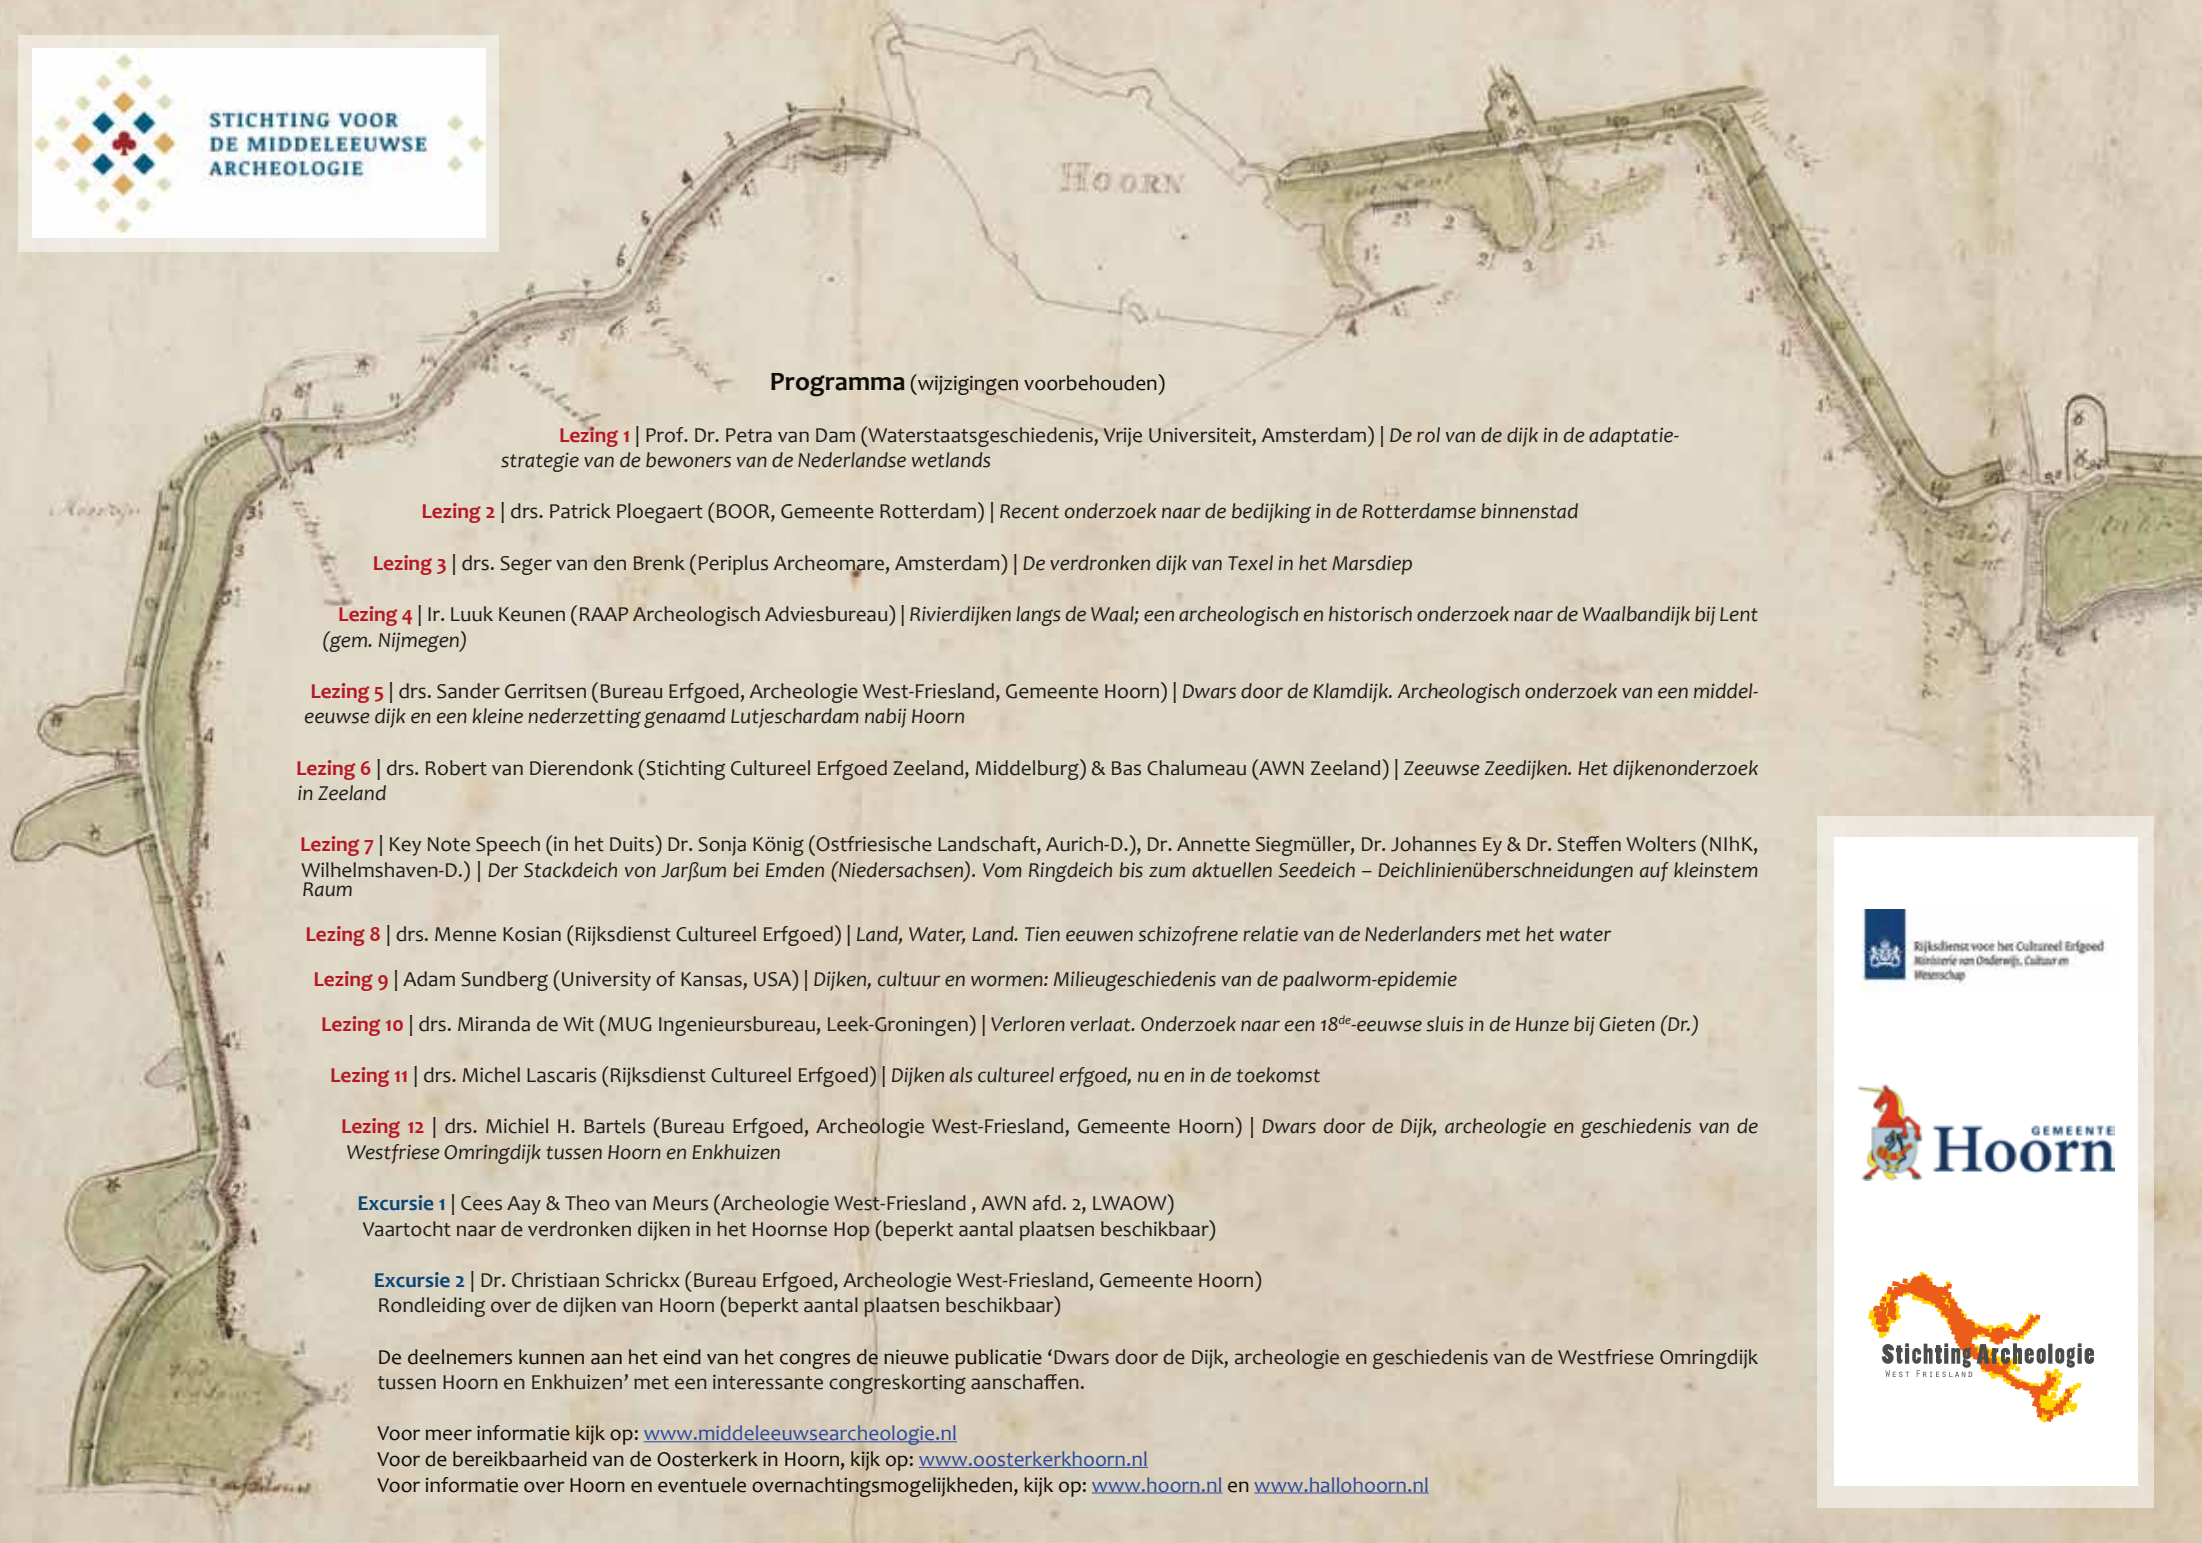 STICHTING VOOR
DE MIDDELEEUWSE
ARCHEOLOGIE
HOORN
Programma (wijzigingen voorbehouden)
Lezing 1 | Prof. Dr. Petra van Dam (Waterstaatsgeschiedenis, Vrije Universiteit, Amsterdam) | De rol van de dijk in de adaptatie-
strategie van de bewoners van de Nederlandse wetlands
Lezing 2 | drs. Patrick Ploegaert (BOOR, Gemeente Rotterdam) | Recent onderzoek naar de bedijking in de Rotterdamse binnenstad
Lezing 3 | drs. Seger van den Brenk (Periplus Archeomare, Amsterdam) | De verdronken dijk van Texel in het Marsdiep
Lezing 4 | Ir. Luuk Keunen (RAAP Archeologisch Adviesbureau) | Rivierdijken langs de Waal; een archeologisch en historisch onderzoek naar de Waalbandijk bij Lent
(gem. Nijmegen)
Lezing 5 | drs. Sander Gerritsen (Bureau Erfgoed, Archeologie West-Friesland, Gemeente Hoorn) | Dwars door de Klamdijk. Archeologisch onderzoek van een middel-
eeuwse dijk en een kleine nederzetting genaamd Lutjeschardam nabij Hoorn
Lezing 6 | drs. Robert van Dierendonk (Stichting Cultureel Erfgoed Zeeland, Middelburg) & Bas Chalumeau (AWN Zeeland) | Zeeuwse Zeedijken. Het dijkenonderzoek
in Zeeland
Lezing 7 | Key Note Speech (in het Duits) Dr. Sonja König (Ostfriesische Landschaft, Aurich-D.), Dr. Annette Siegmüller, Dr. Johannes Ey & Dr. Steffen Wolters (NIhK,
Wilhelmshaven-D.) | Der Stackdeich von Jarßum bei Emden (Niedersachsen). Vom Ringdeich bis zum aktuellen Seedeich – Deichlinienüberschneidungen auf kleinstem
Raum
Lezing 8 | drs. Menne Kosian (Rijksdienst Cultureel Erfgoed) | Land, Water, Land. Tien eeuwen schizofrene relatie van de Nederlanders met het water
Lezing 9 | Adam Sundberg (University of Kansas, USA) | Dijken, cultuur en wormen: Milieugeschiedenis van de paalworm-epidemie
Lezing 10 | drs. Miranda de Wit (MUG Ingenieursbureau, Leek-Groningen) | Verloren verlaat. Onderzoek naar een 18de-eeuwse sluis in de Hunze bij Gieten (Dr.)
Lezing 11 | drs. Michel Lascaris (Rijksdienst Cultureel Erfgoed) | Dijken als cultureel erfgoed, nu en in de toekomst
Lezing 12 | drs. Michiel H. Bartels (Bureau Erfgoed, Archeologie West-Friesland, Gemeente Hoorn) | Dwars door de Dijk, archeologie en geschiedenis van de
Westfriese Omringdijk tussen Hoorn en Enkhuizen
Excursie 1 | Cees Aay & Theo van Meurs (Archeologie West-Friesland , AWN afd. 2, LWAOW)
Vaartocht naar de verdronken dijken in het Hoornse Hop (beperkt aantal plaatsen beschikbaar)
Excursie 2 | Dr. Christiaan Schrickx (Bureau Erfgoed, Archeologie West-Friesland, Gemeente Hoorn)
Rondleiding over de dijken van Hoorn (beperkt aantal plaatsen beschikbaar)
De deelnemers kunnen aan het eind van het congres de nieuwe publicatie ‘Dwars door de Dijk, archeologie en geschiedenis van de Westfriese Omringdijk
tussen Hoorn en Enkhuizen’ met een interessante congreskorting aanschaffen.
Voor meer informatie kijk op: www.middeleeuwsearcheologie.nl
Voor de bereikbaarheid van de Oosterkerk in Hoorn, kijk op: www.oosterkerkhoorn.nl
Voor informatie over Hoorn en eventuele overnachtingsmogelijkheden, kijk op: www.hoorn.nl en www.hallohoorn.nl
Rijksdienst voor het Cultureel Erfgoed
Ministerie van Onderwijs, Cultuur en
Wetenschap
GEMEENTE
Hoorn
Stichting Archeologie
WEST FRIESLAND